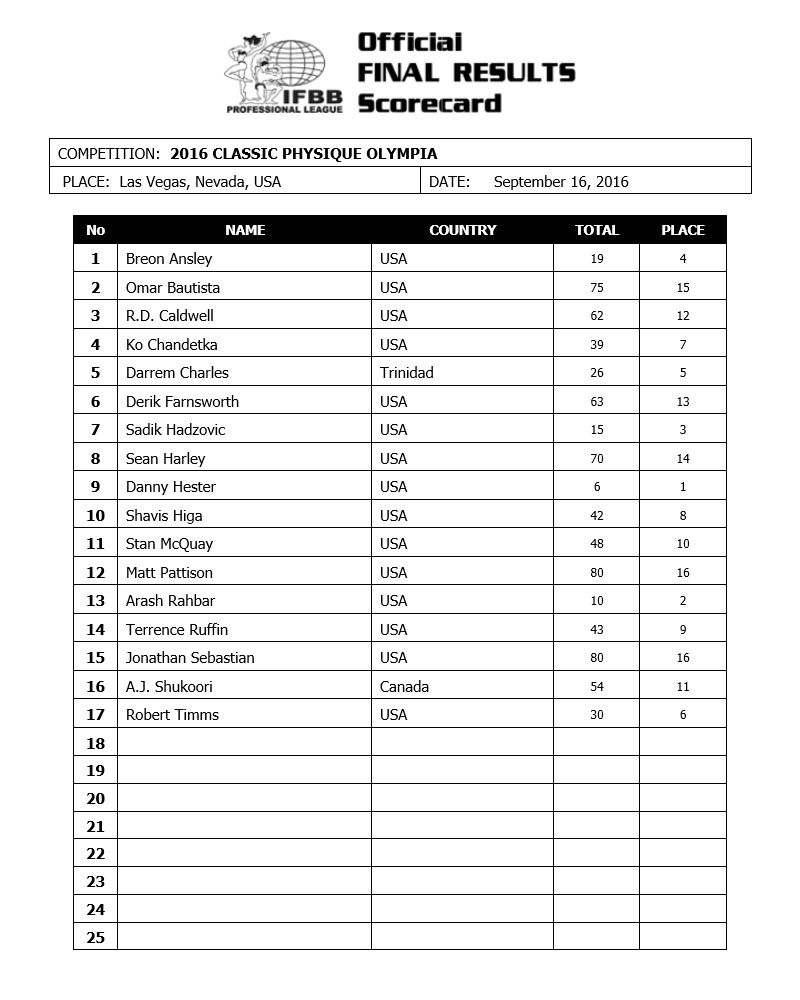 Official
FINAL RESULTS
Scorecard
IFBB
PROFESSIONAL LEAGUE
COMPETITION: 2016 CLASSIC PHYSIQUE OLYMPIA
PLACE: Las Vegas, Nevada, USA DATE: September 16, 2016
No NAME COUNTRY TOTAL PLACE
1 Breon Ansley USA 19 4
2 Omar Bautista USA 75 15
3 R.D. Caldwell USA 62 12
4 Ko Chandetka USA 39 7
5 Darrem Charles Trinidad 26 5
6 Derik Farnsworth USA 63 13
7 Sadik Hadzovic USA 15 3
8 Sean Harley USA 70 14
9 Danny Hester USA 6 1
10 Shavis Higa USA 42 8
11 Stan McQuay USA 48 10
12 Matt Pattison USA 80 16
13 Arash Rahbar USA 10 2
14 Terrence Ruffin USA 43 9
15 Jonathan Sebastian USA 80 16
16 A.J. Shukoori Canada 54 11
17 Robert Timms USA 30 6
18
19
20
21
22
23
24
25